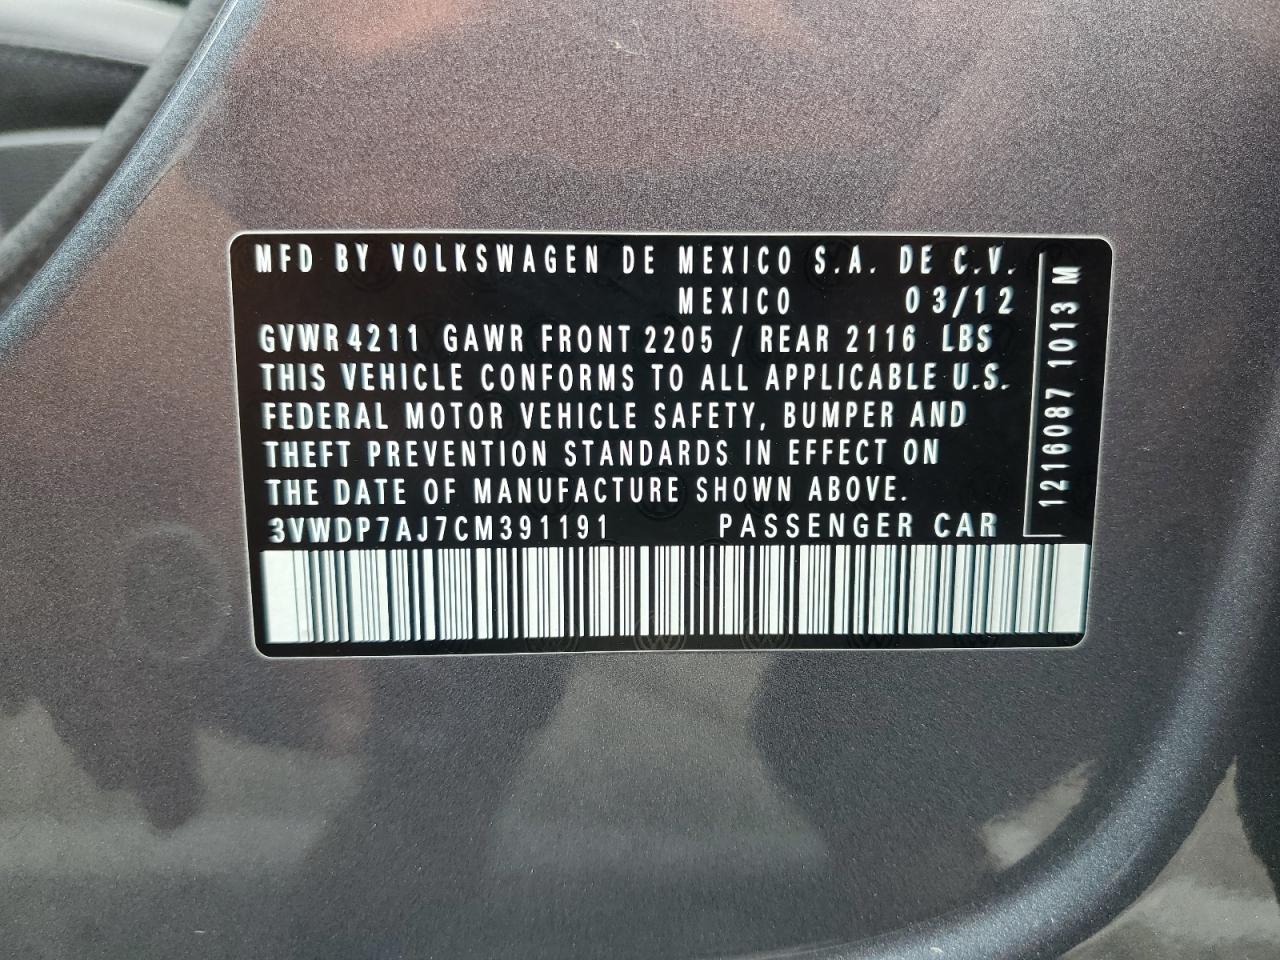 MFD BY VOLKSWAGEN DE MEXICO S.A. DE C.V.
MEXICO 03/12
GVWR 4211 GAWR FRONT 2205 / REAR 2116 LBS
THIS VEHICLE CONFORMS TO ALL APPLICABLE U.S.
FEDERAL MOTOR VEHICLE SAFETY, BUMPER AND
THEFT PREVENTION STANDARDS IN EFFECT ON
THE DATE OF MANUFACTURE SHOWN ABOVE.
3VWDP7AJ7CM391191 PASSENGER CAR
1216087 1013 M